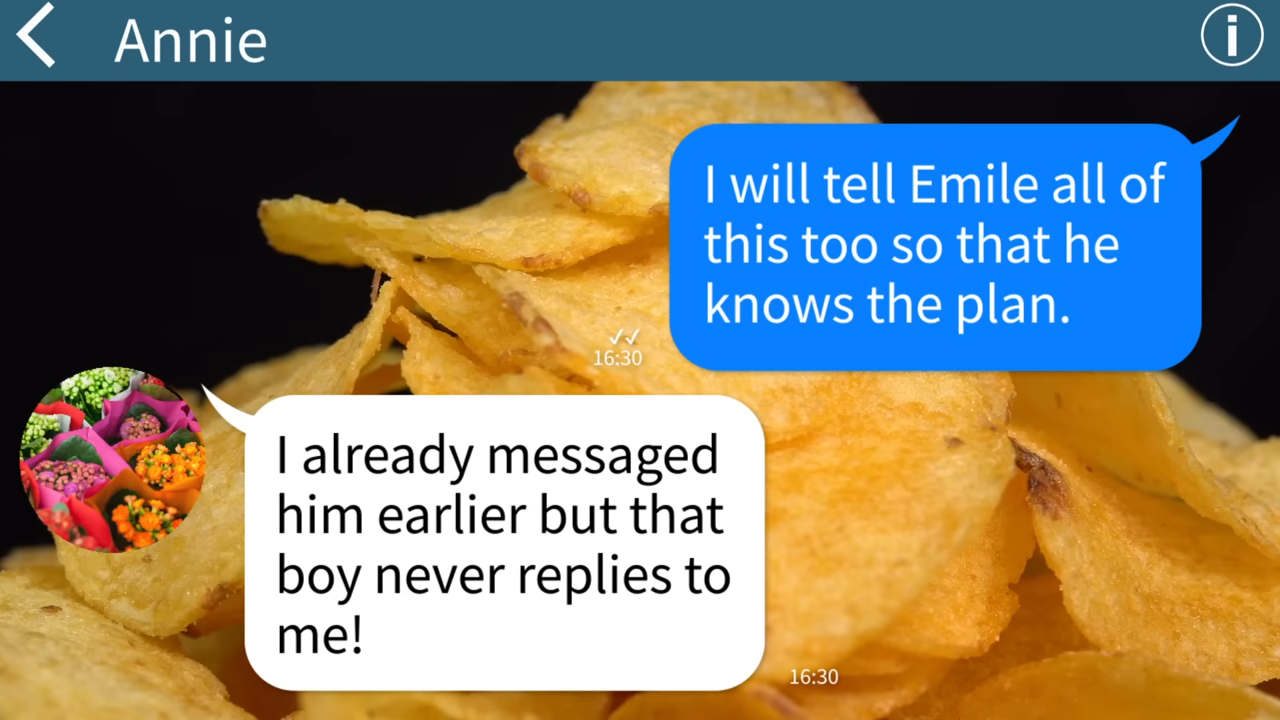 Annie
I will tell Emile all of
this too so that he
knows the plan.
16:30
I already messaged
him earlier but that
boy never replies to
me!
16:30